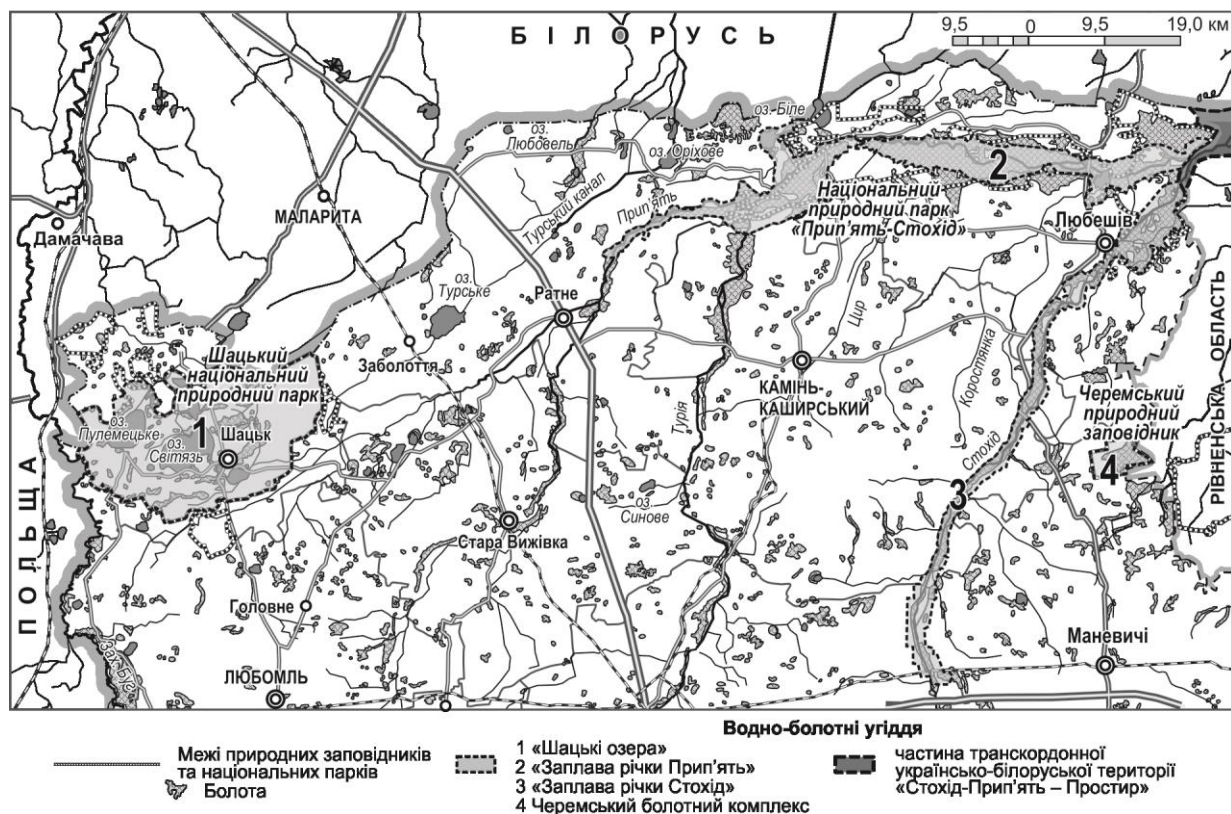 БІЛОРУСЬ
9,5 0 9,5 19,0 км
оз. Біле
оз.
Любовель
оз. Оріхове
2
МАЛАРИТА
Турський канал
Прип'ять
Національний
природний парк
«Прип'ять-Стохід»
Любешів
Дамачава
оз.
Турське
Ратне
Цир
Коростянка
РІВНЕНСЬКА ОБЛАСТЬ
Шацький
національний
природний парк
Заболоття
КАМІНЬ-
КАШИРСЬКИЙ
Черемський
природний
заповідник
оз.
Пулемецьке
1
Шацьк
оз.
Світязь
Турія
Стохід
4
3
ПОЛЬЩА
оз.
Синове
Стара Вижівка
Головне
Зах. Буг
ЛЮБОМЛЬ
Маневичі
Водно-болотні угіддя
Межі природних заповідників
та національних парків
Болота
1 «Шацькі озера»
2 «Заплава річки Прип'ять»
3 «Заплава річки Стохід»
4 Черемський болотний комплекс
частина транскордонної
українсько-білоруської території
«Стохід-Прип'ять – Простир»